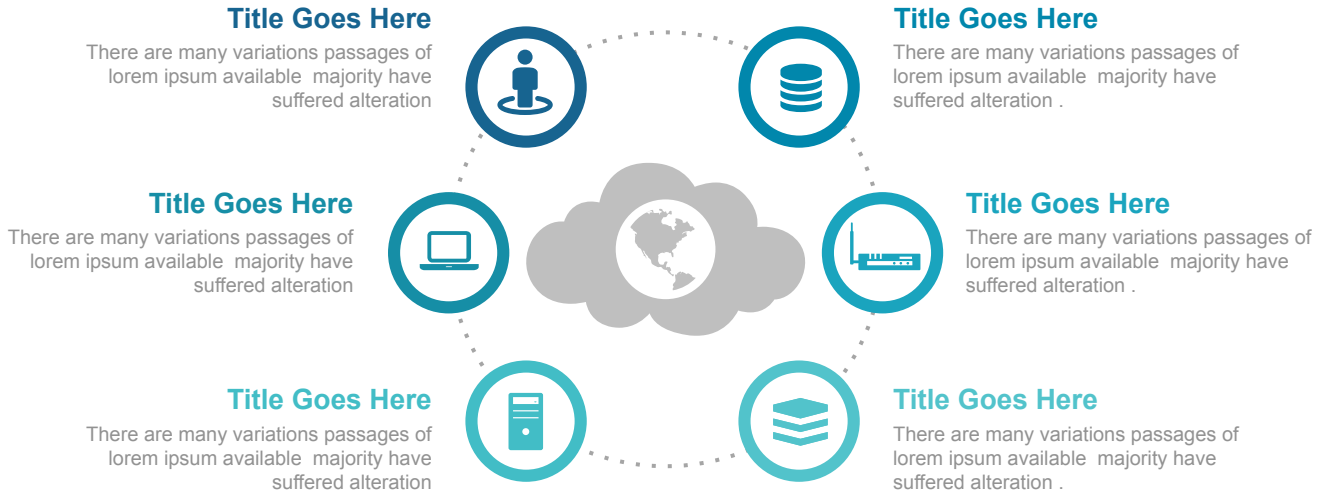 Title Goes Here
There are many variations passages of
lorem ipsum available  majority have
suffered alteration
Title Goes Here
There are many variations passages of
lorem ipsum available  majority have
suffered alteration .
Title Goes Here
There are many variations passages of
lorem ipsum available  majority have
suffered alteration
Title Goes Here
There are many variations passages of
lorem ipsum available  majority have
suffered alteration .
Title Goes Here
There are many variations passages of
lorem ipsum available  majority have
suffered alteration
Title Goes Here
There are many variations passages of
lorem ipsum available  majority have
suffered alteration .